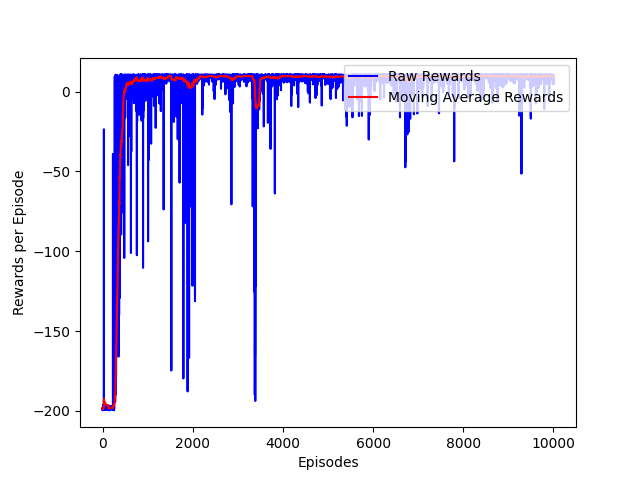 Raw Rewards
Moving Average Rewards
0
−50
−100
−150
−200
Rewards per Episode
0 2000 4000 6000 8000 10000
Episodes